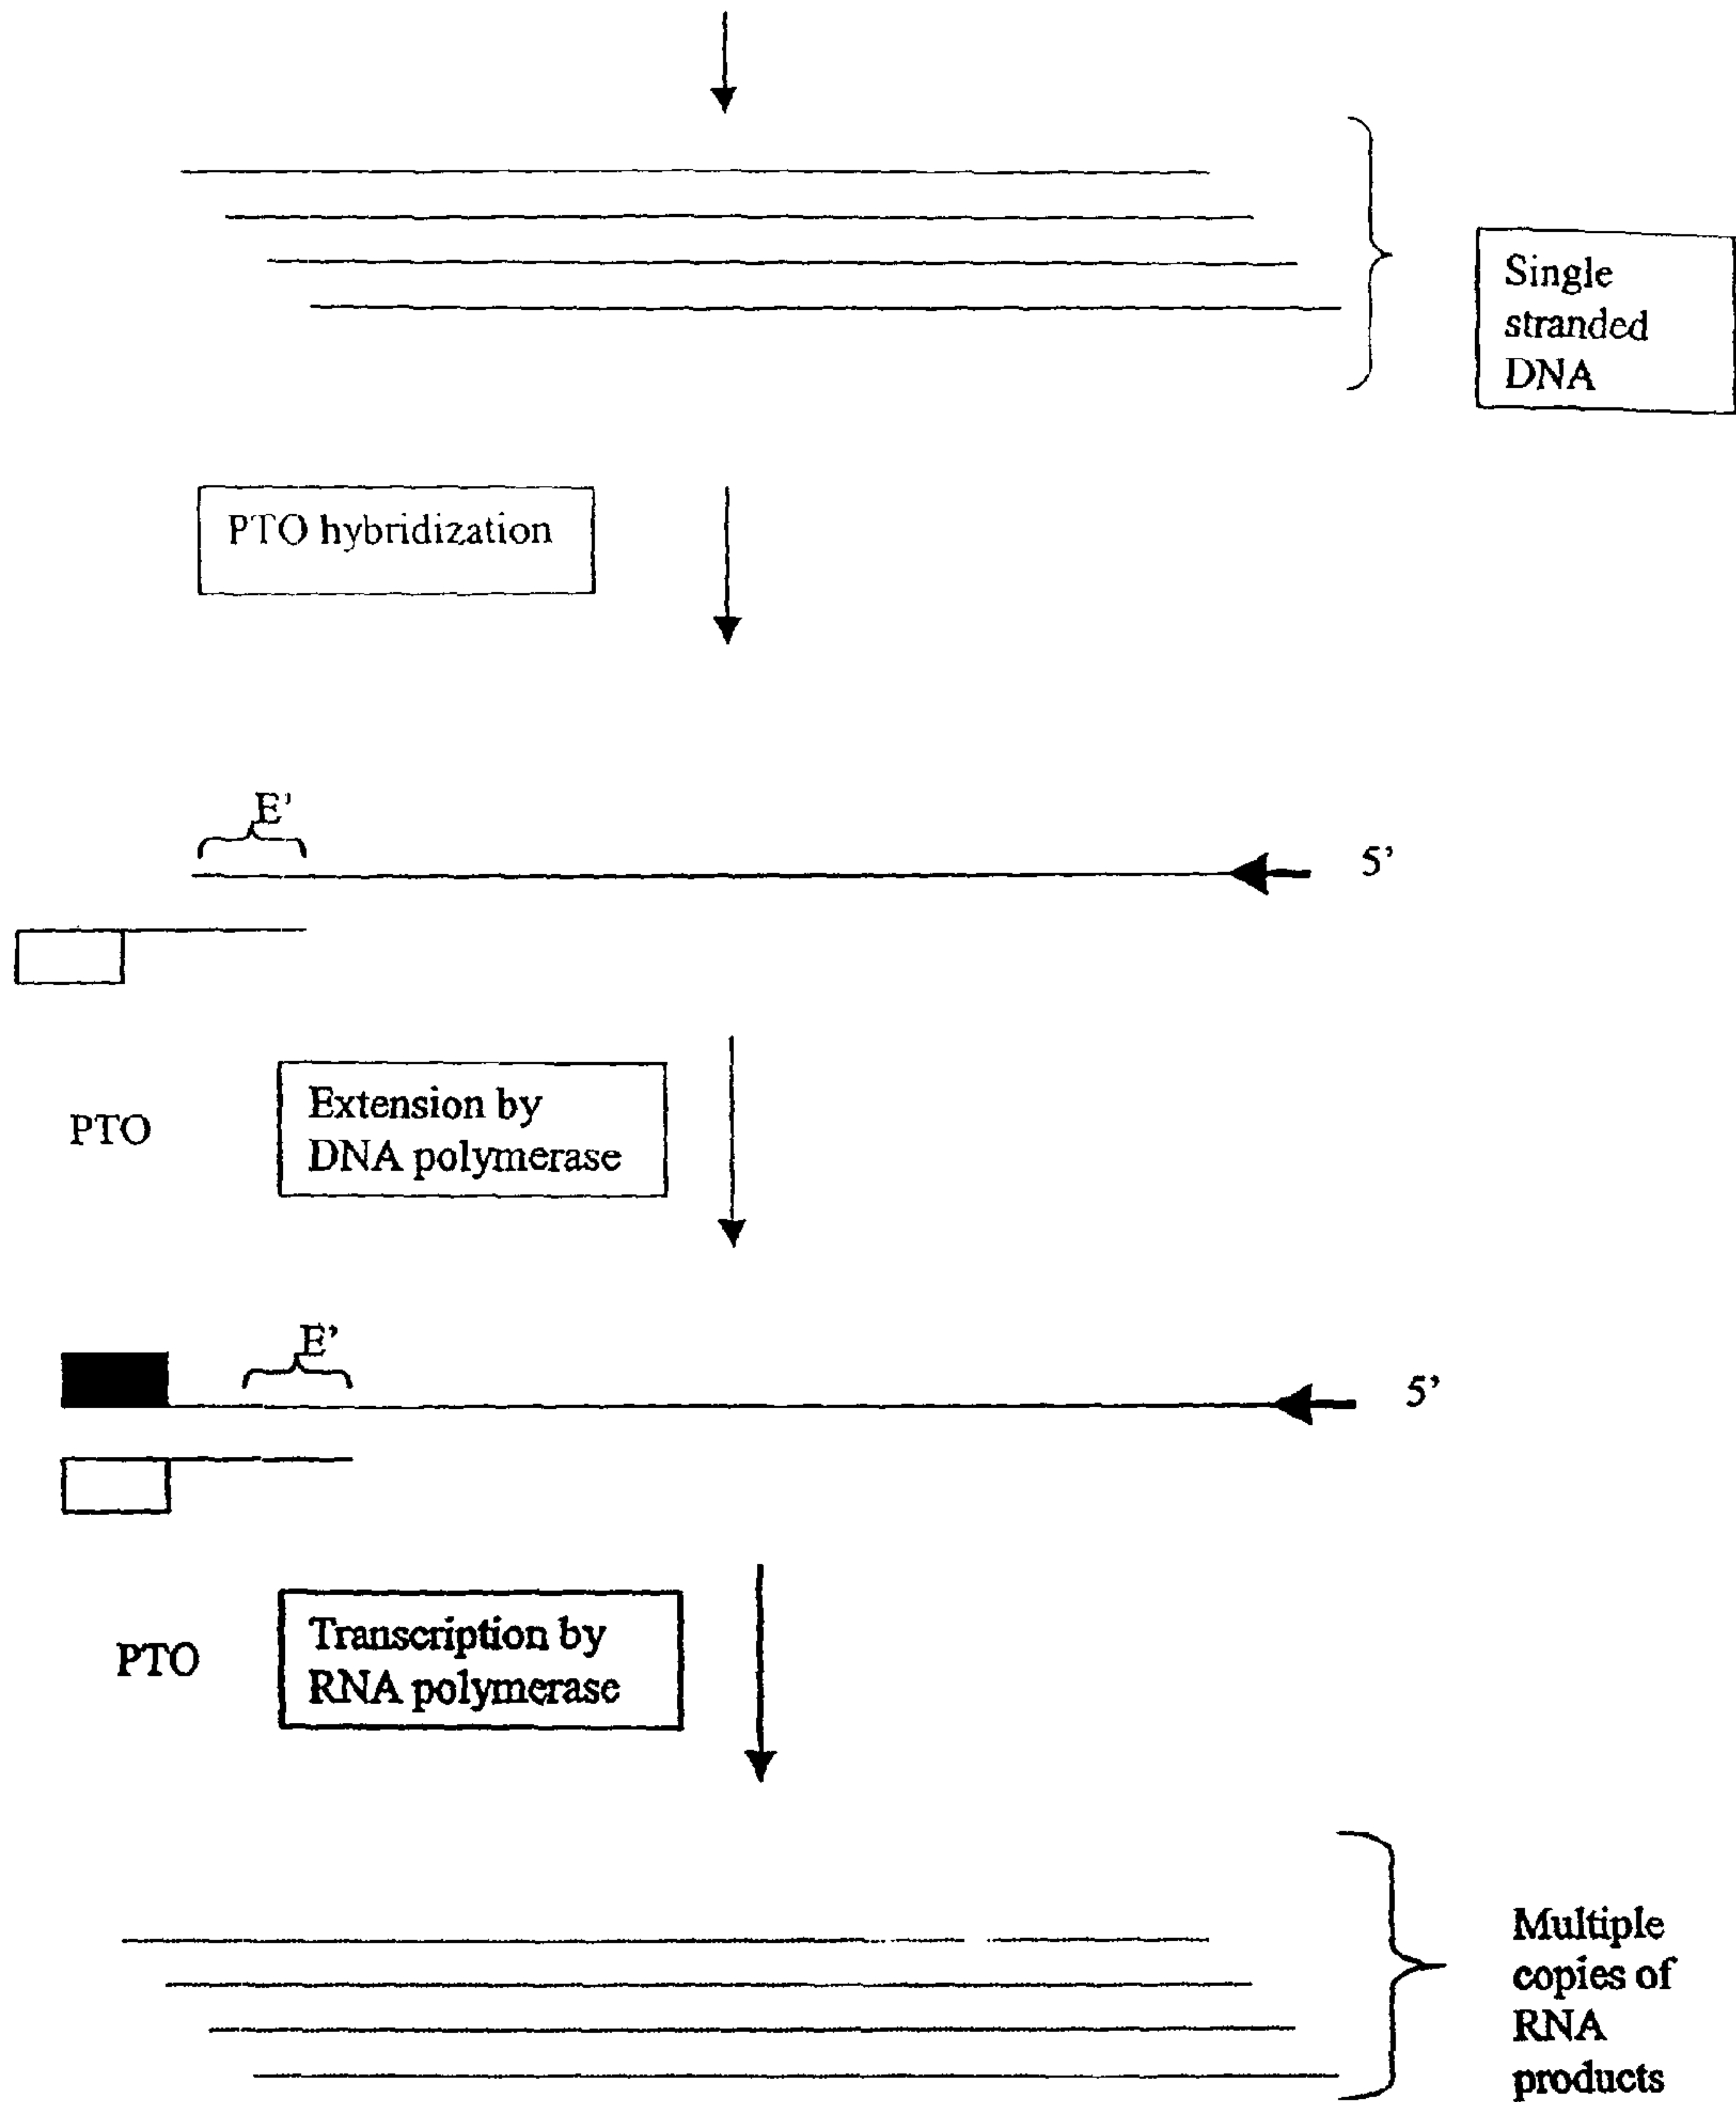 Single
stranded
DNA
PTO hybridization
E'
5'
PTO
Extension by
DNA polymerase
E'
5'
PTO
Transcription by
RNA polymerase
Multiple
copies of
RNA
products